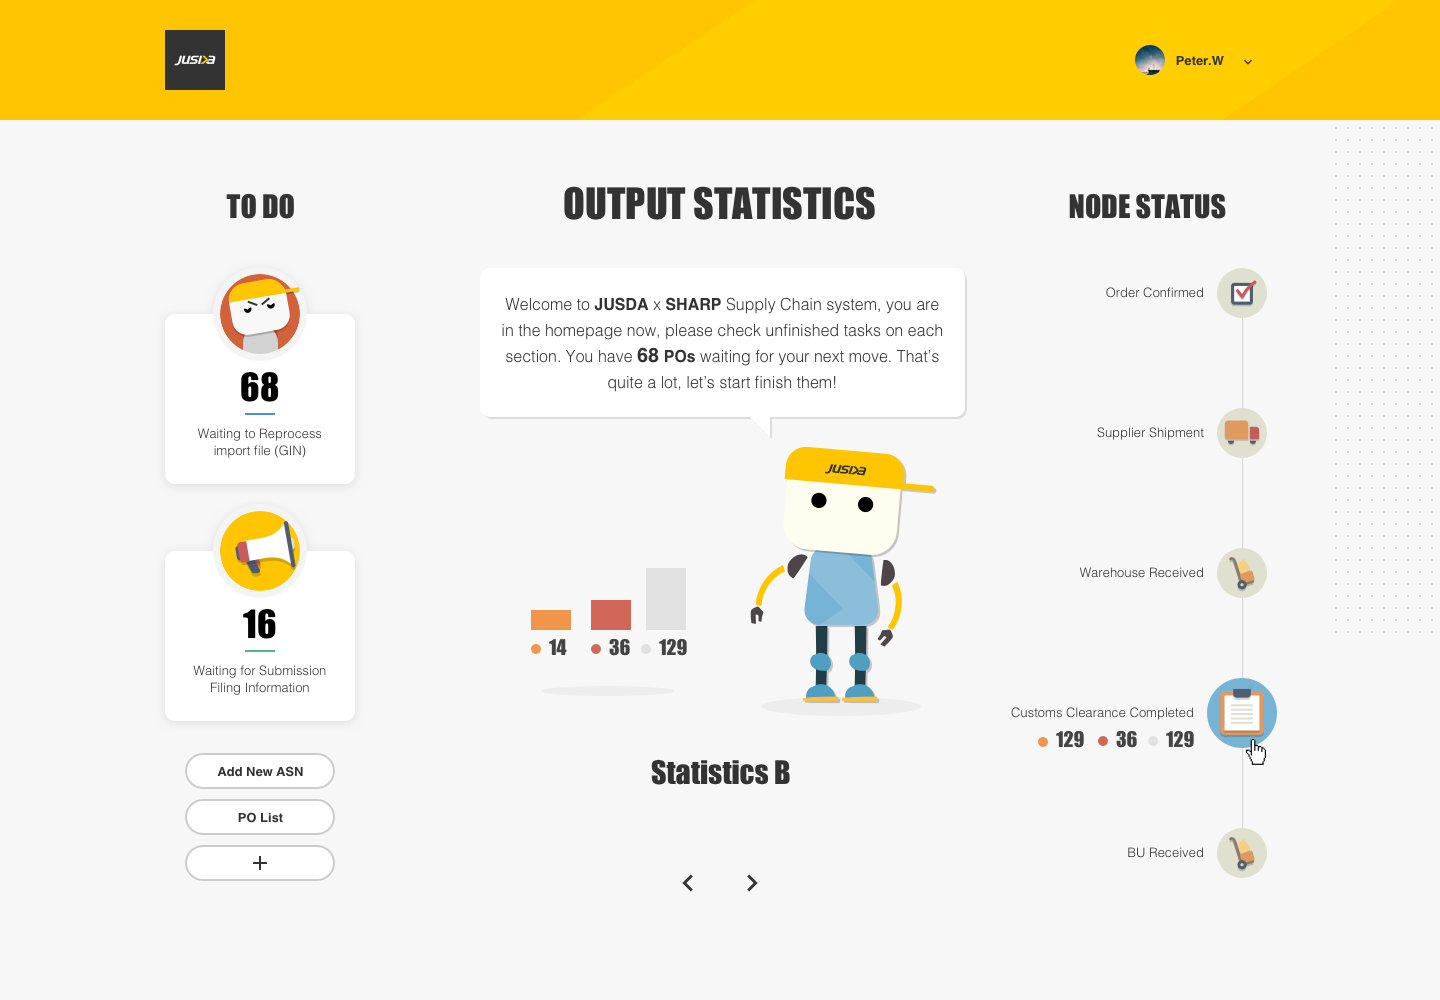 JUSDA
Peter.W
TO DO
68
Waiting to Reprocess
import file (GIN)
16
Waiting for Submission
Filing Information
Add New ASN
PO List
+
OUTPUT STATISTICS
Welcome to JUSDA x SHARP Supply Chain system, you are
in the homepage now, please check unfinished tasks on each
section. You have 68 POs waiting for your next move. That’s
quite a lot, let’s start finish them!
JUSDA
14 36 129
Statistics B
NODE STATUS
Order Confirmed
Supplier Shipment
Warehouse Received
Customs Clearance Completed
129 36 129
BU Received